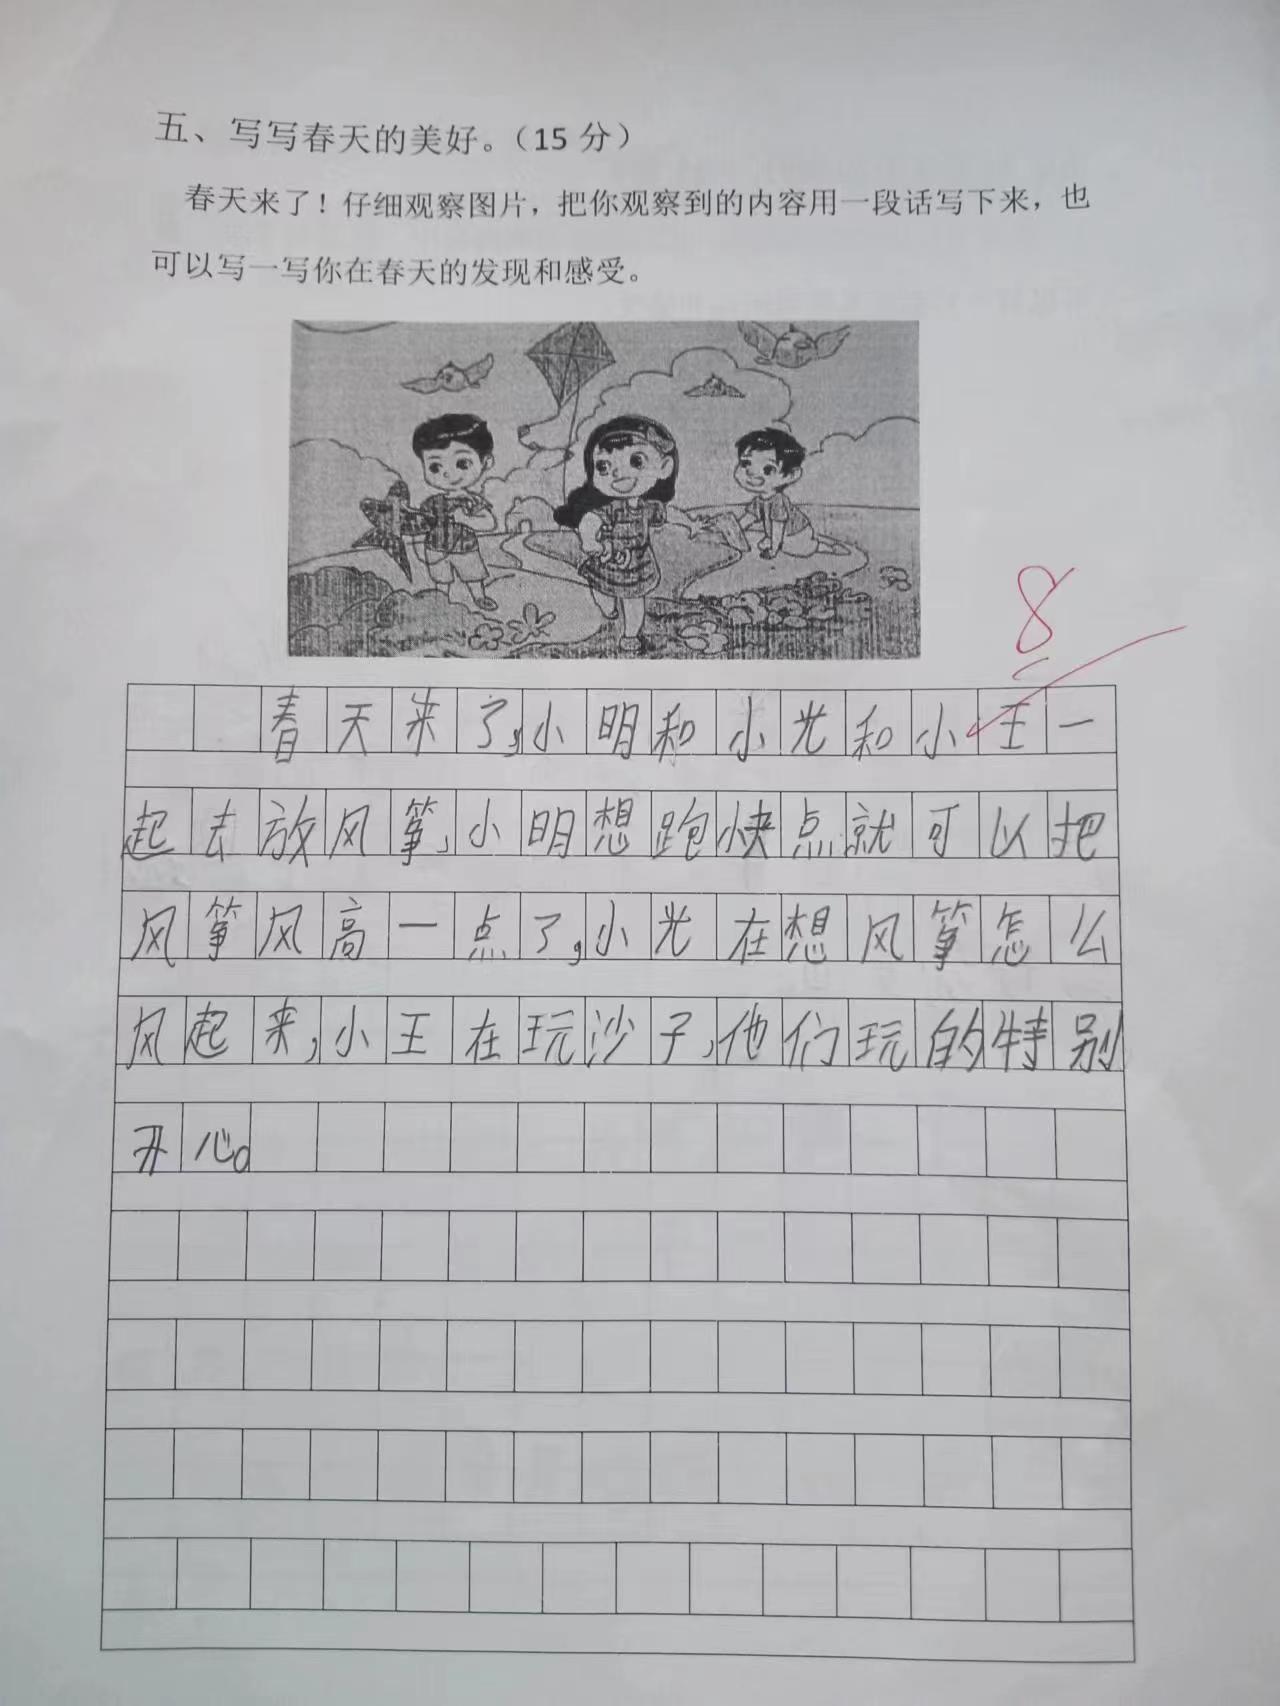 五、写写春天的美好。（15 分）
春天来了！仔细观察图片，把你观察到的内容用一段话写下来，也
可以写一写你在春天的发现和感受。
8
春天来了，小明和小光和小王一
起去放风筝，小明想跑快点就可以把
风筝风高一点了，小光在想风筝怎么
风起来，小王在玩沙子，他们玩的特别
开心。